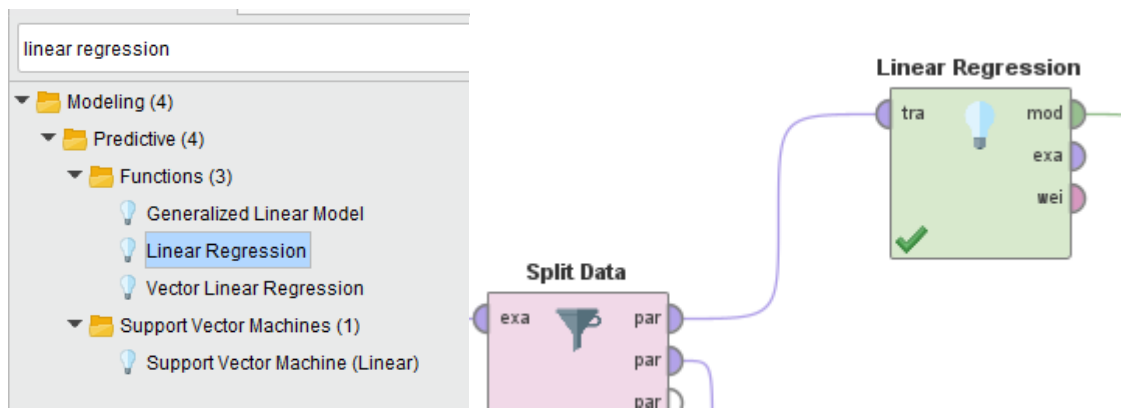 linear regression
Modeling (4)
Predictive (4)
Functions (3)
Generalized Linear Model
Linear Regression
Vector Linear Regression
Support Vector Machines (1)
Support Vector Machine (Linear)
Linear Regression
tra
mod
exa
wei
Split Data
exa
par
par
par